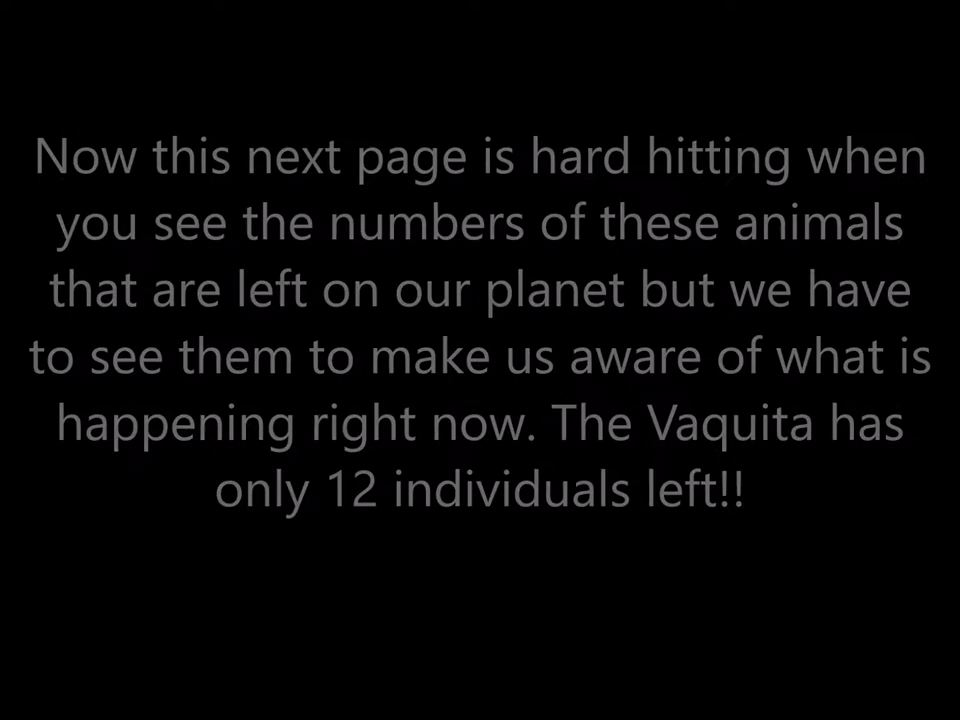 Now this next page is hard hitting when
you see the numbers of these animals
that are left on our planet but we have
to see them to make us aware of what is
happening right now. The Vaquita has
only 12 individuals left!!